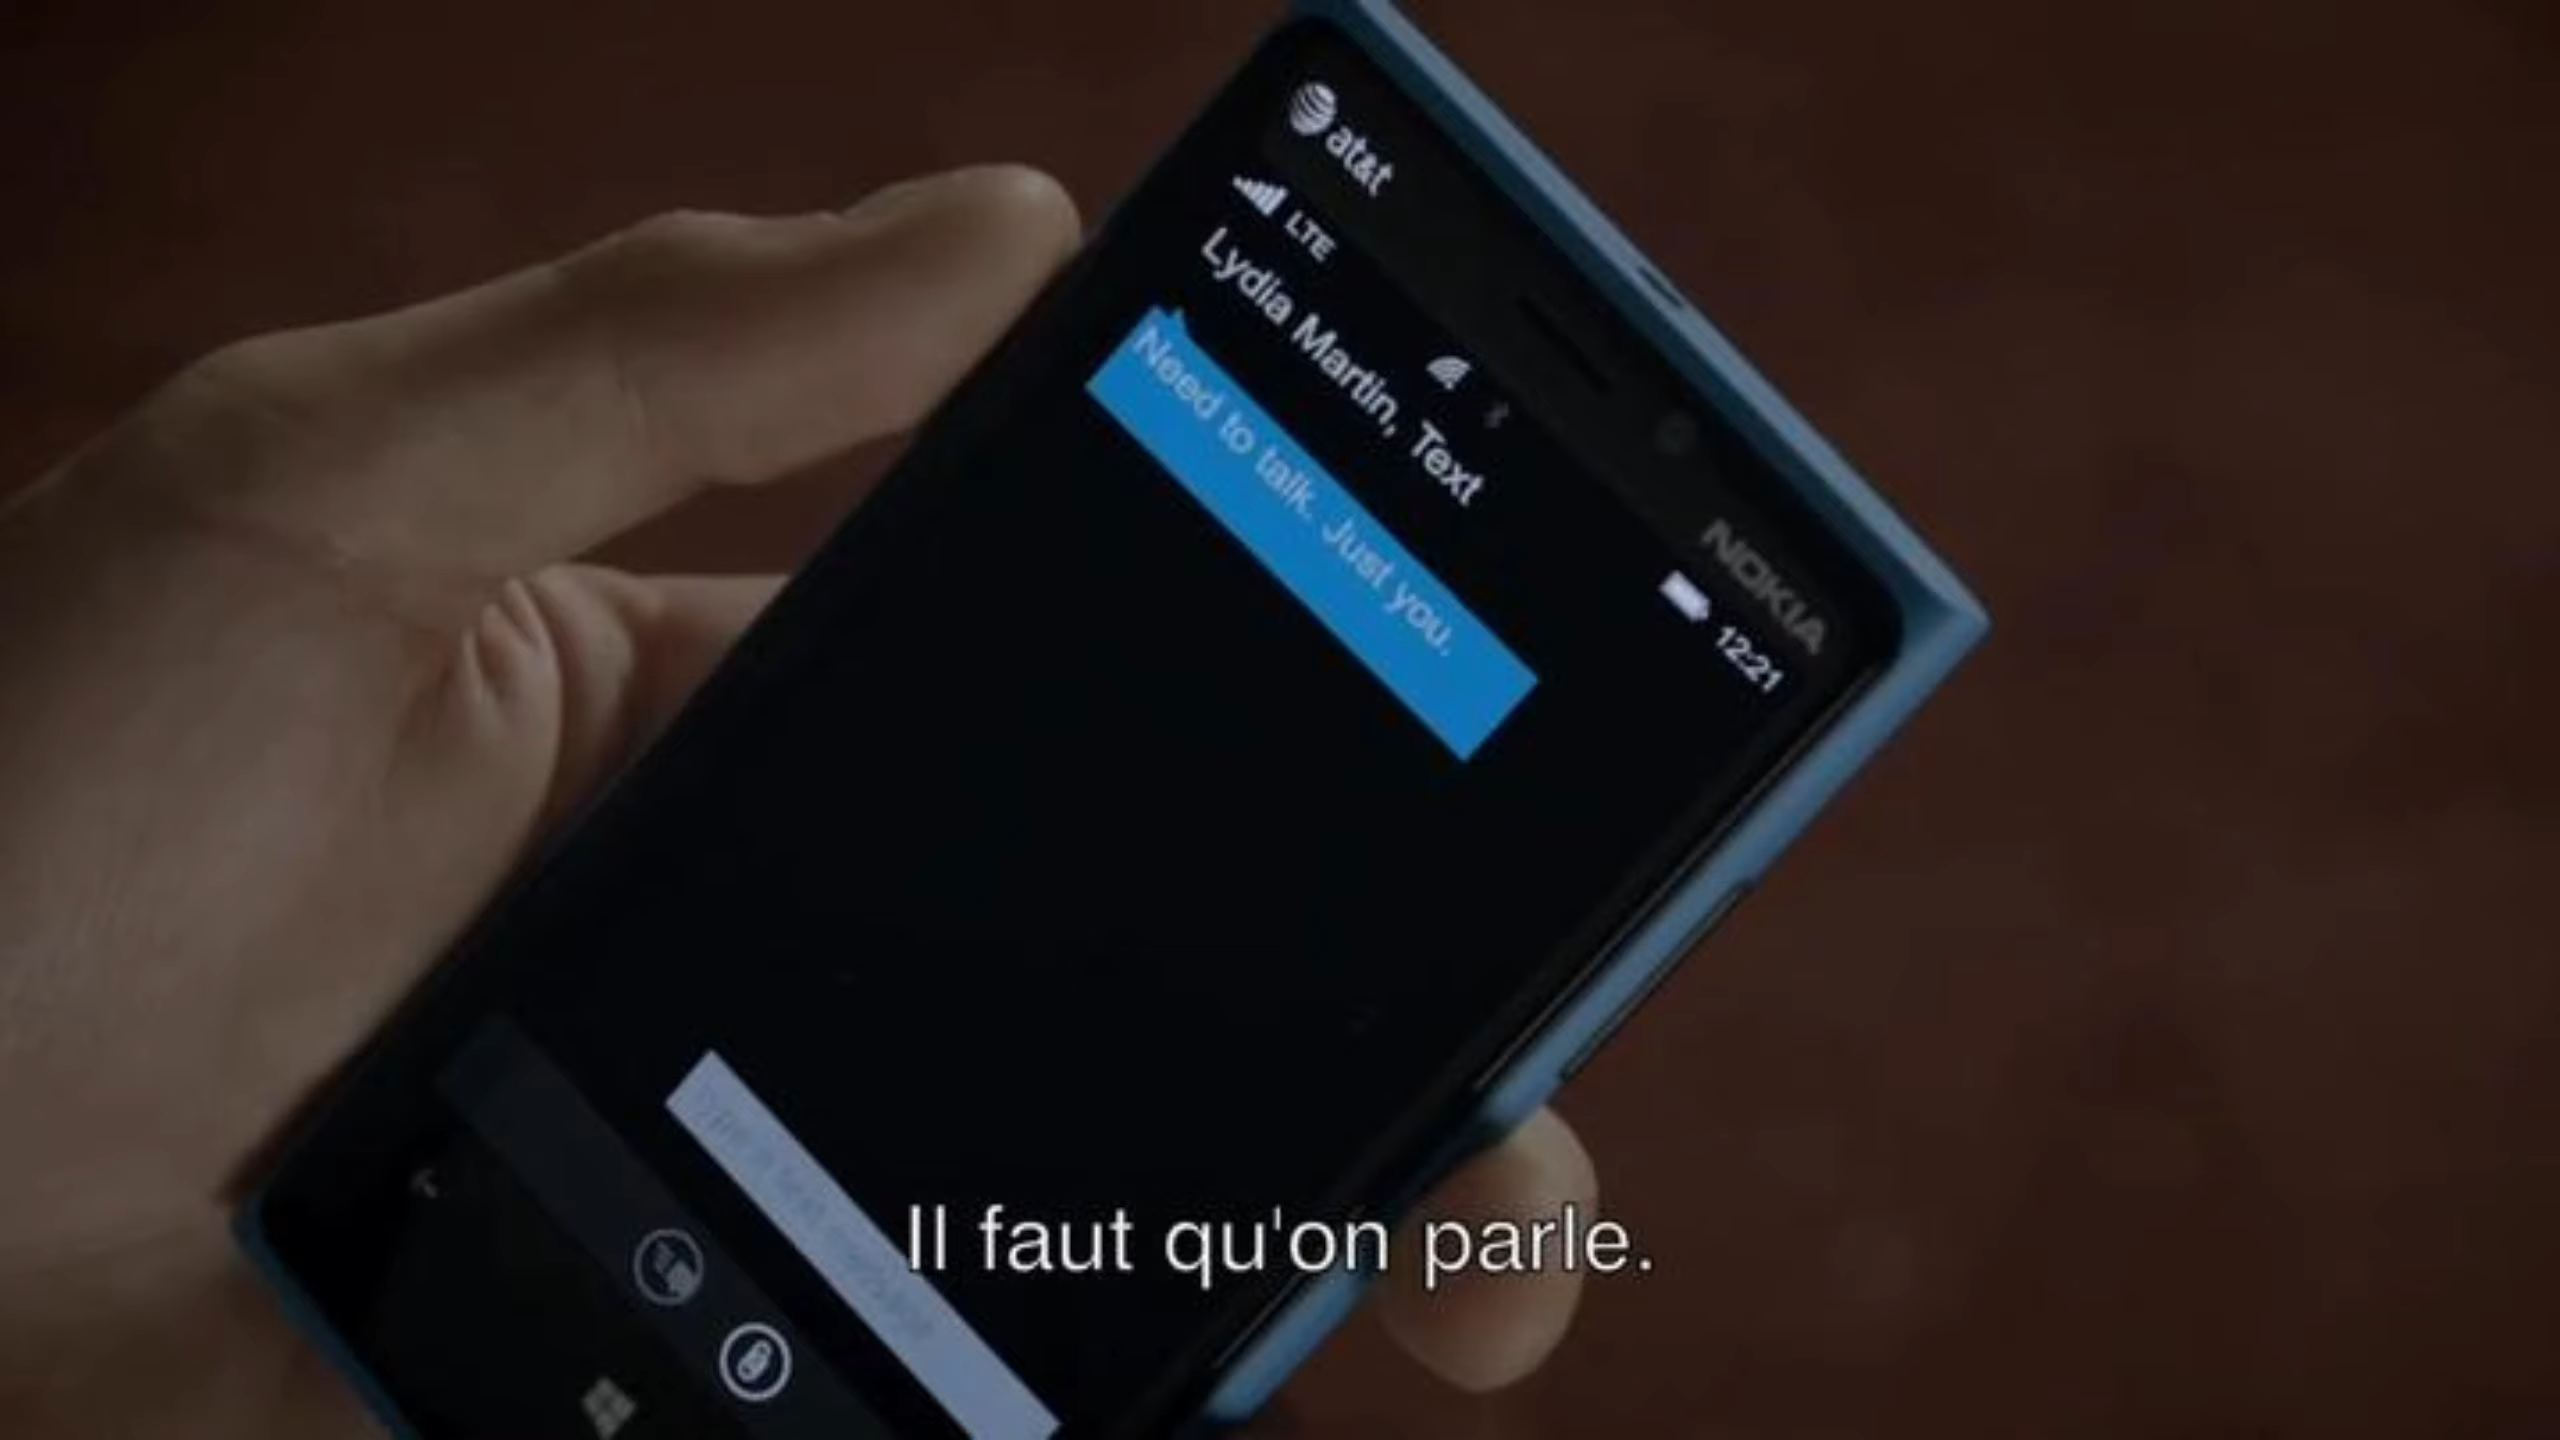 at&t
LTE
NOKIA
12:21
Lydia Martin, Text
Need to talk. Just you.
Il faut qu'on parle.